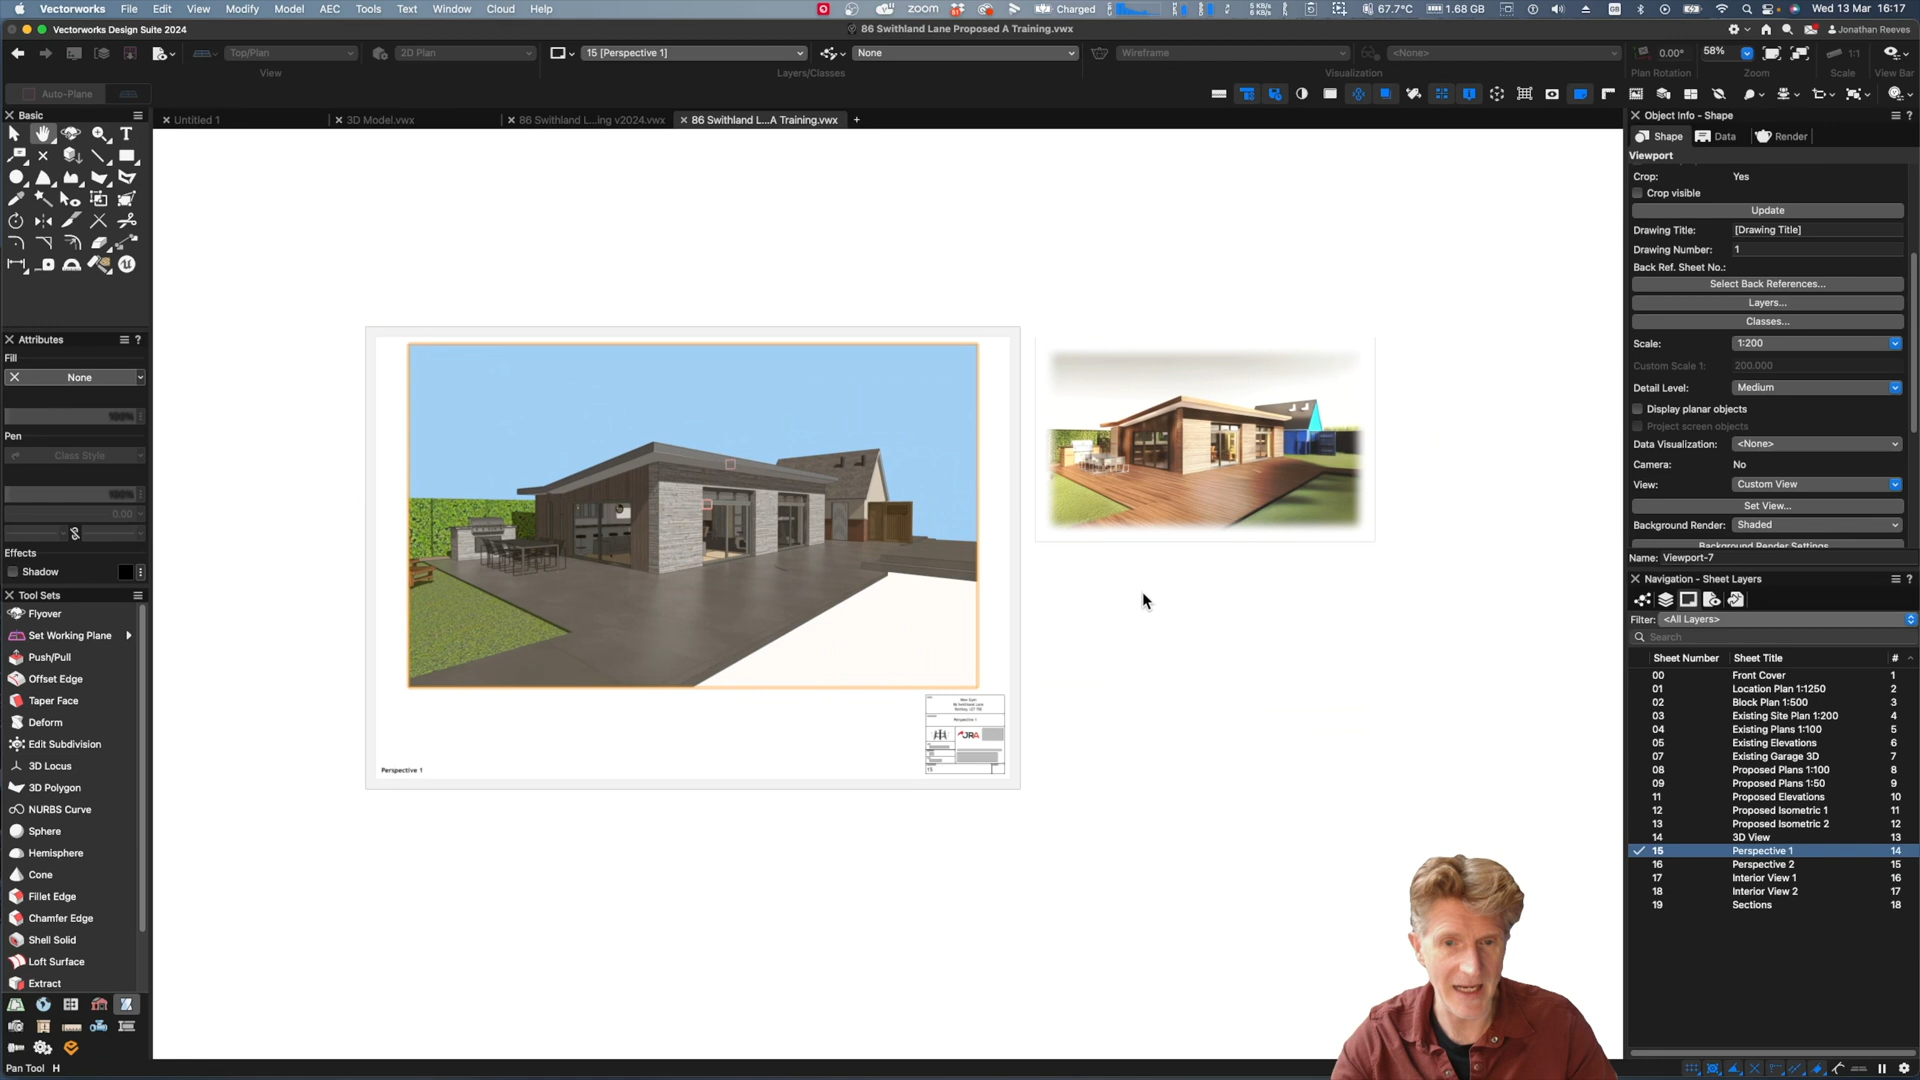 Vectorworks File Edit View Modify Model AEC Tools Text Window Cloud Help
zoom Charged 5 KB/s 6 KB/s 67.7°C 1.68 GB Wed 13 Mar 16:17
Vectorworks Design Suite 2024
86 Swithland Lane Proposed A Training.vwx
Jonathan Reeves
Top/Plan 2D Plan 15 [Perspective 1] None Wireframe <None> 0.00° 58% 1:1
View Layers/Classes Visualization Plan Rotation Zoom Scale View Bar
Auto-Plane
Basic
Untitled 1
3D Model.vwx
86 Swithland L...ing v2024.vwx
86 Swithland L...A Training.vwx
Attributes
Fill
None
100%
Pen
Class Style
100%
0.00
Effects
Shadow
Tool Sets
Flyover
Set Working Plane
Push/Pull
Offset Edge
Taper Face
Deform
Edit Subdivision
3D Locus
3D Polygon
NURBS Curve
Sphere
Hemisphere
Cone
Fillet Edge
Chamfer Edge
Shell Solid
Loft Surface
Extract
Pan Tool H
Perspective 1
Perspective 1
JRA
15
Object Info - Shape
Shape Data Render
Viewport
Crop: Yes
Crop visible
Update
Drawing Title: [Drawing Title]
Drawing Number: 1
Back Ref. Sheet No.:
Select Back References...
Layers...
Classes...
Scale: 1:200
Custom Scale 1: 200.000
Detail Level: Medium
Display planar objects
Project screen objects
Data Visualization: <None>
Camera: No
View: Custom View
Set View...
Background Render: Shaded
Background Render Settings
Name: Viewport-7
Navigation - Sheet Layers
Filter: <All Layers>
Search
Sheet Number Sheet Title #
00 Front Cover 1
01 Location Plan 1:1250 2
02 Block Plan 1:500 3
03 Existing Site Plan 1:200 4
04 Existing Plans 1:100 5
05 Existing Elevations 6
07 Existing Garage 3D 7
08 Proposed Plans 1:100 8
09 Proposed Plans 1:50 9
11 Proposed Elevations 10
12 Proposed Isometric 1 11
13 Proposed Isometric 2 12
14 3D View 13
15 Perspective 1 14
16 Perspective 2 15
17 Interior View 1 16
18 Interior View 2 17
19 Sections 18